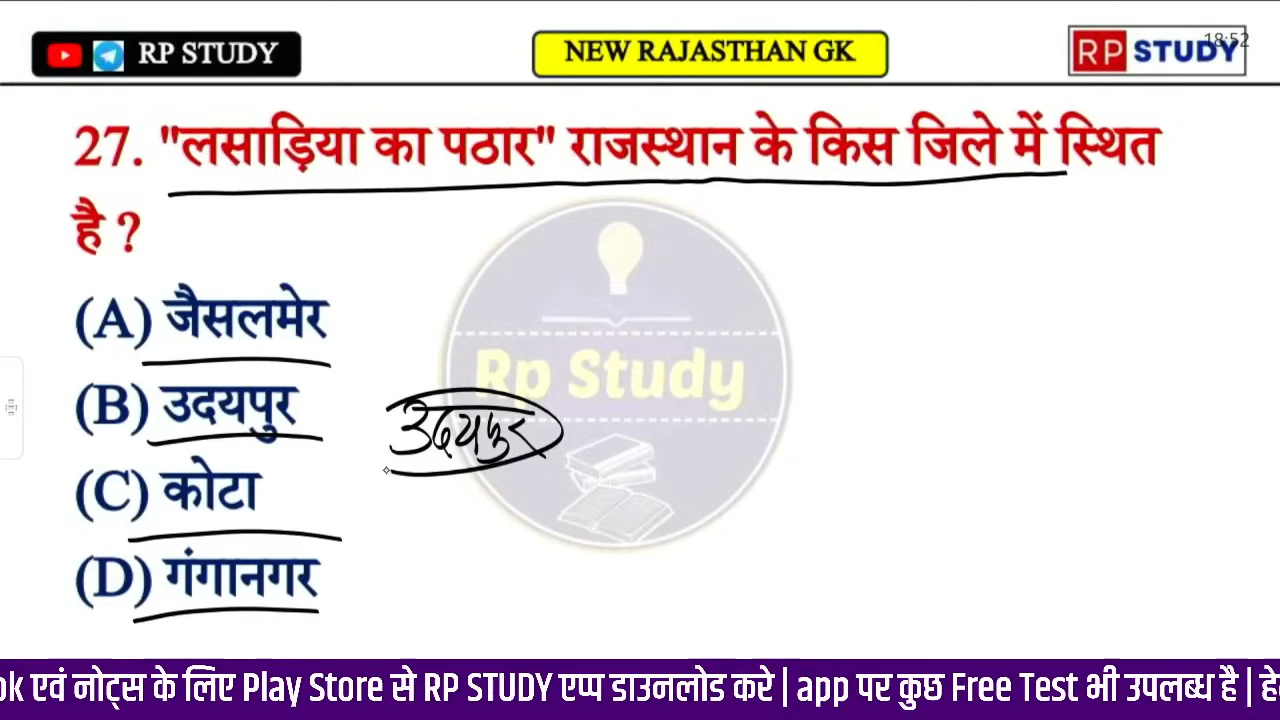 RP STUDY
NEW RAJASTHAN GK
RP STUDY
18:52
27. "लसाड़िया का पठार" राजस्थान के किस जिले में स्थित
है ?
(A) जैसलमेर
(B) उदयपुर
उदयपुर
(C) कोटा
(D) गंगानगर
Rp Study
ok एवं नोट्स के लिए Play Store से RP STUDY एप्प डाउनलोड करे | app पर कुछ Free Test भी उपलब्ध है | हे